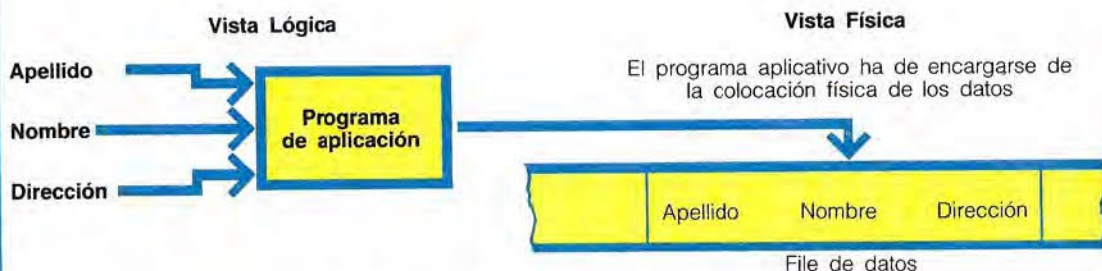 Vista Lógica
Apellido
Nombre
Dirección
Programa
de aplicación
Vista Física
El programa aplicativo ha de encargarse de
la colocación física de los datos
Apellido Nombre Dirección
File de datos